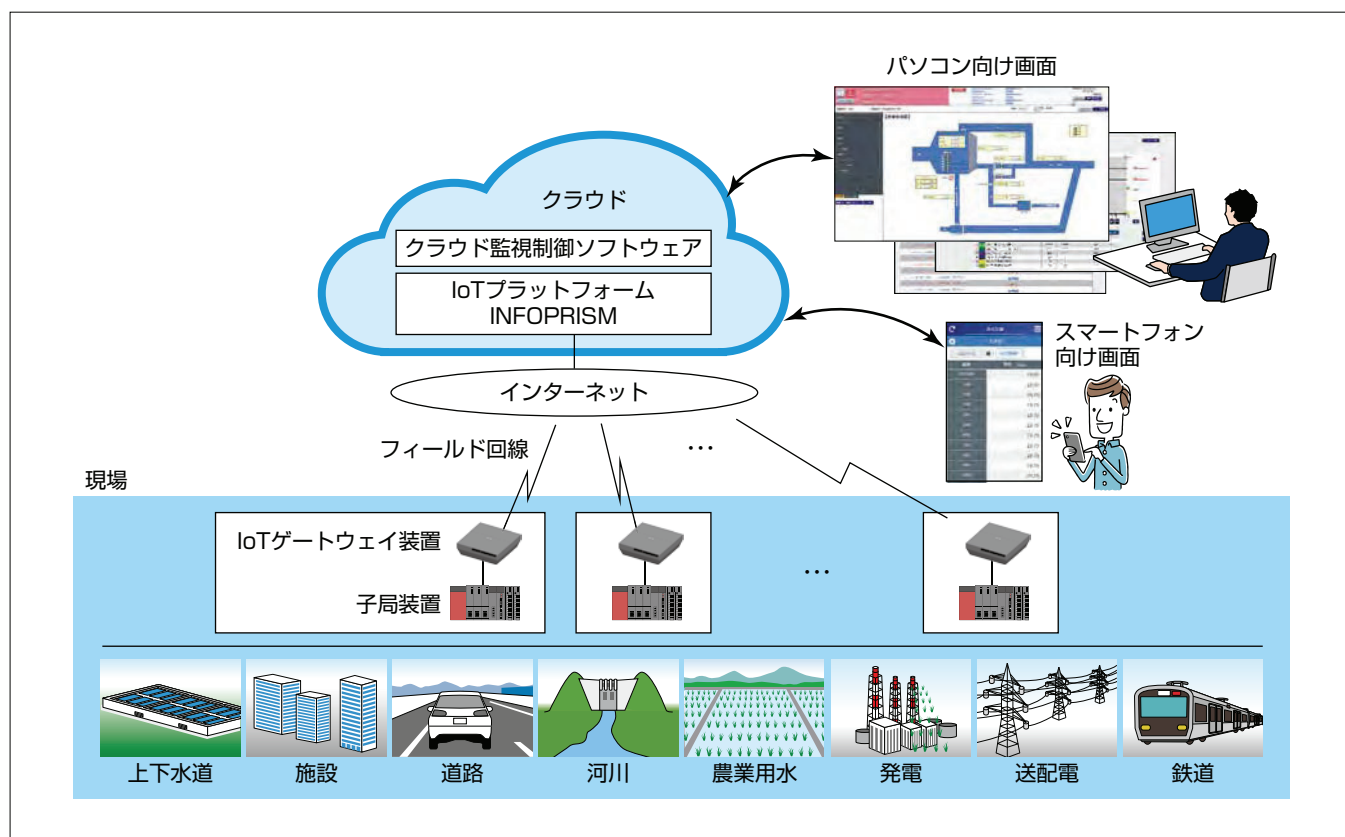 パソコン向け画面
クラウド
クラウド監視制御ソフトウェア
IoTプラットフォーム
INFOPRISM
スマートフォン
向け画面
インターネット
フィールド回線
…
現場
IoTゲートウェイ装置
…
子局装置
上下水道
施設
道路
河川
農業用水
発電
送配電
鉄道